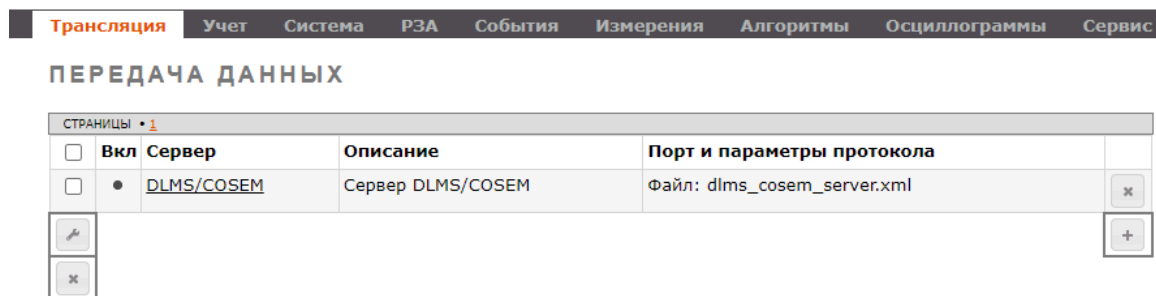 Трансляция Учет Система РЗА События Измерения Алгоритмы Осциллограммы Сервис
ПЕРЕДАЧА ДАННЫХ
СТРАНИЦЫ • 1
Вкл Сервер Описание Порт и параметры протокола
DLMS/COSEM Сервер DLMS/COSEM Файл: dlms_cosem_server.xml